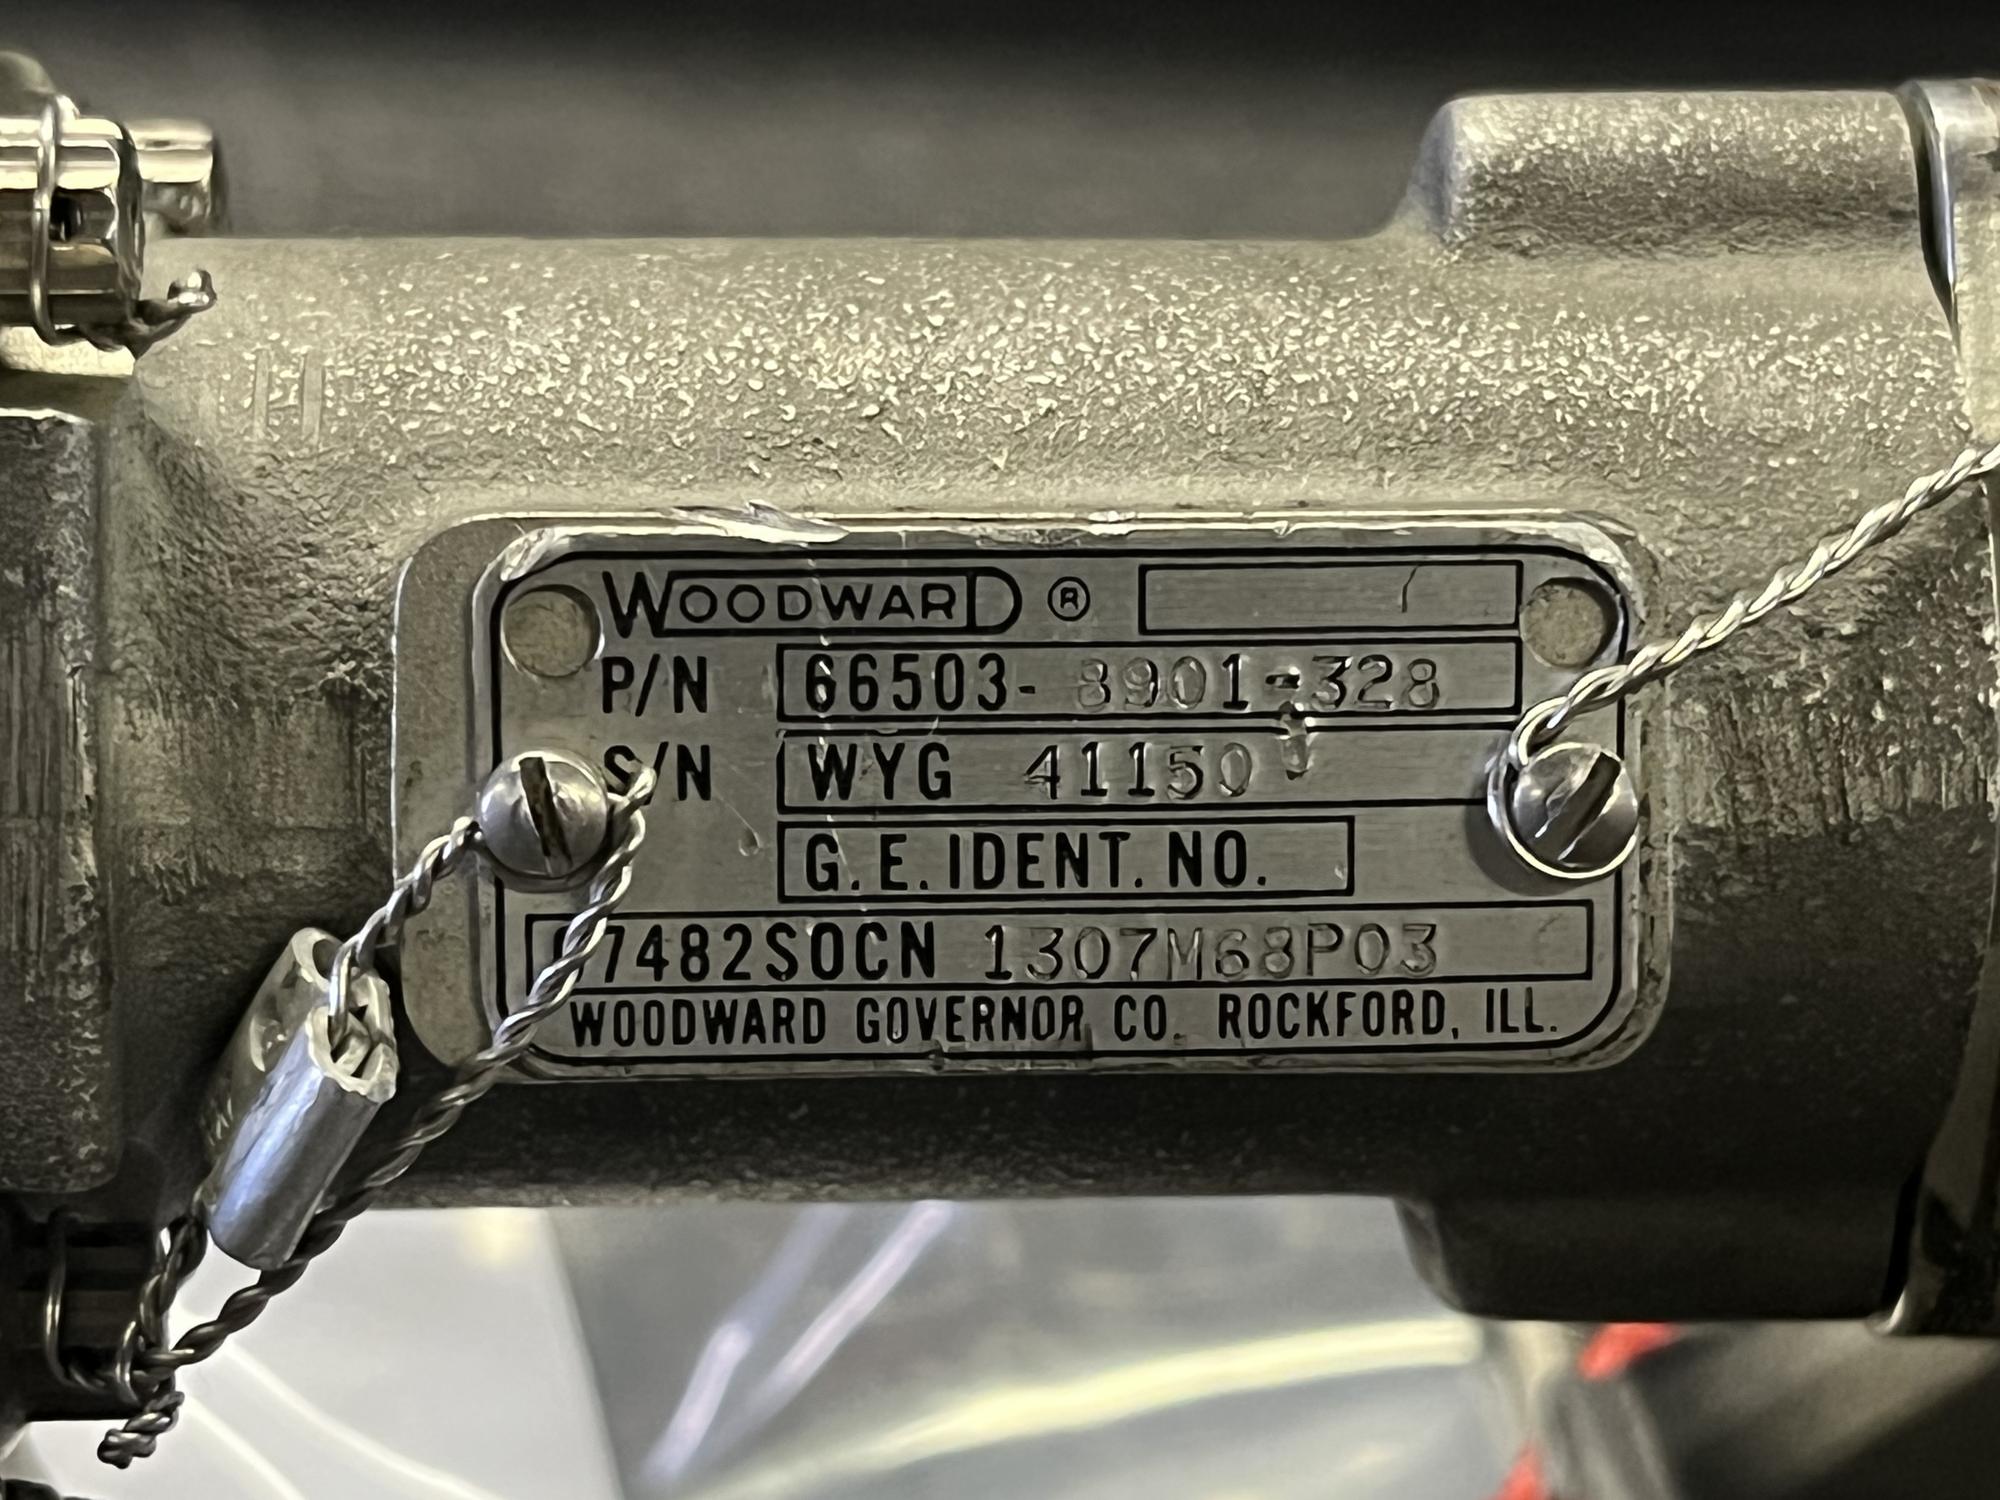 WOODWARD ®
P/N 66503- 8901-328
S/N WYG 41150
G.E. IDENT. NO.
07482SOCN 1307M68P03
WOODWARD GOVERNOR CO. ROCKFORD, ILL.